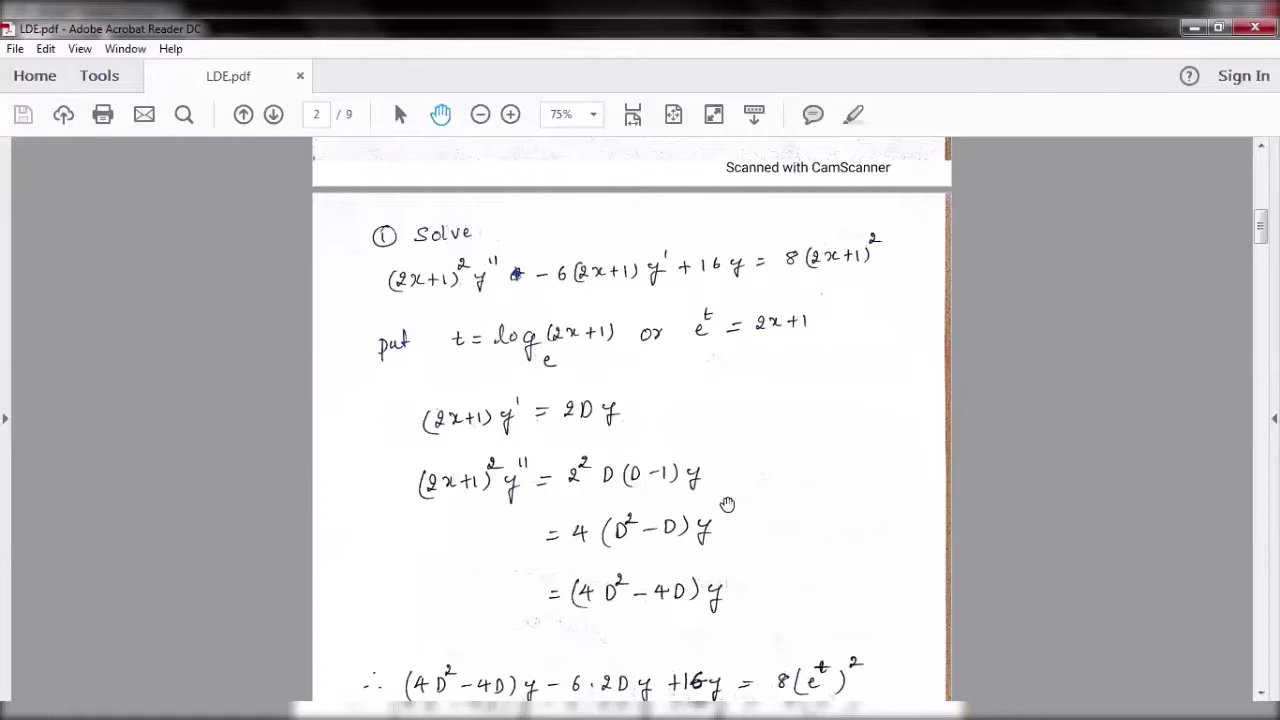 LDE.pdf - Adobe Acrobat Reader DC
File Edit View Window Help
Home Tools LDE.pdf × ? Sign In
2 / 9 75%
Scanned with CamScanner
① Solve
(2x+1)² y'' - 6(2x+1) y' + 16y = 8(2x+1)²
put t = logₑ(2x+1) or eᵗ = 2x+1
(2x+1) y' = 2Dy
(2x+1)² y'' = 2² D(D-1)y
= 4(D²-D)y
= (4D²-4D)y
∴ (4D²-4D)y - 6.2Dy + 16y = 8(eᵗ)²